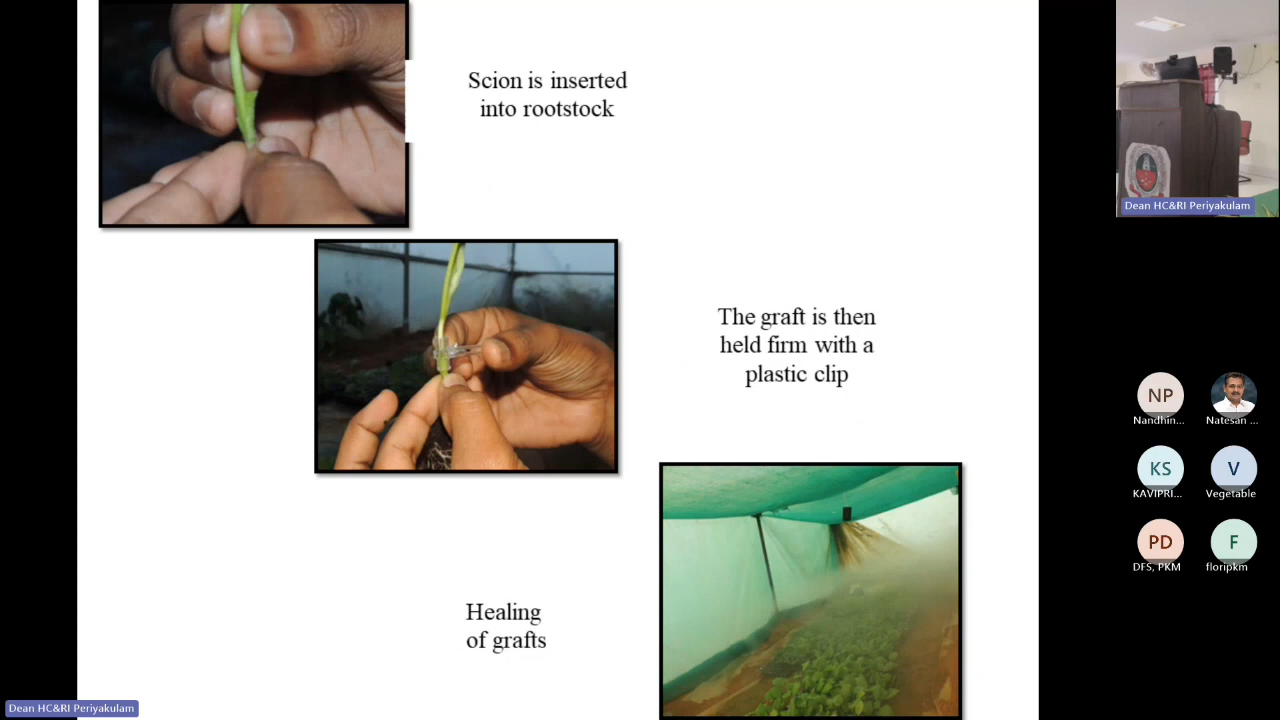 Scion is inserted
into rootstock
The graft is then
held firm with a
plastic clip
Healing
of grafts
Dean HC&RI Periyakulam
NP
Nandhin...
Natesan ...
KS
KAVIPRI...
V
Vegetable
PD
DFS, PKM
F
floripkm
Dean HC&RI Periyakulam